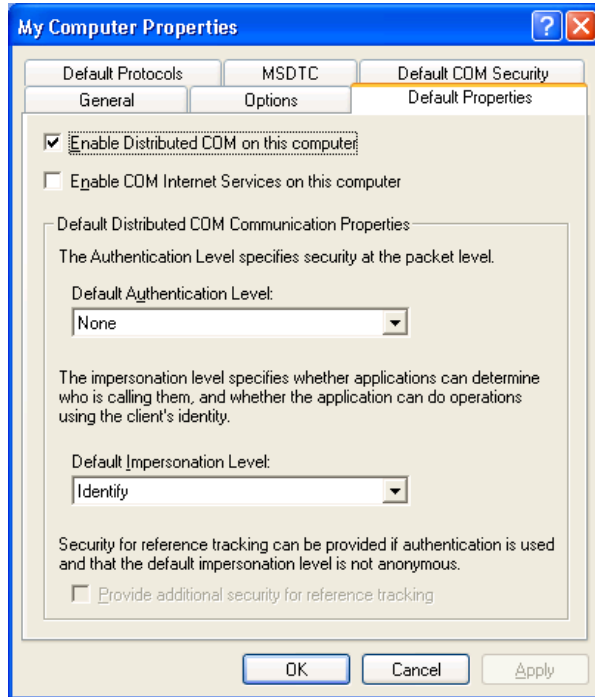 My Computer Properties
Default Protocols MSDTC Default COM Security
General Options Default Properties
Enable Distributed COM on this computer
Enable COM Internet Services on this computer
Default Distributed COM Communication Properties
The Authentication Level specifies security at the packet level.
Default Authentication Level:
None
The impersonation level specifies whether applications can determine
who is calling them, and whether the application can do operations
using the client's identity.
Default Impersonation Level:
Identify
Security for reference tracking can be provided if authentication is used
and that the default impersonation level is not anonymous.
Provide additional security for reference tracking
OK Cancel Apply